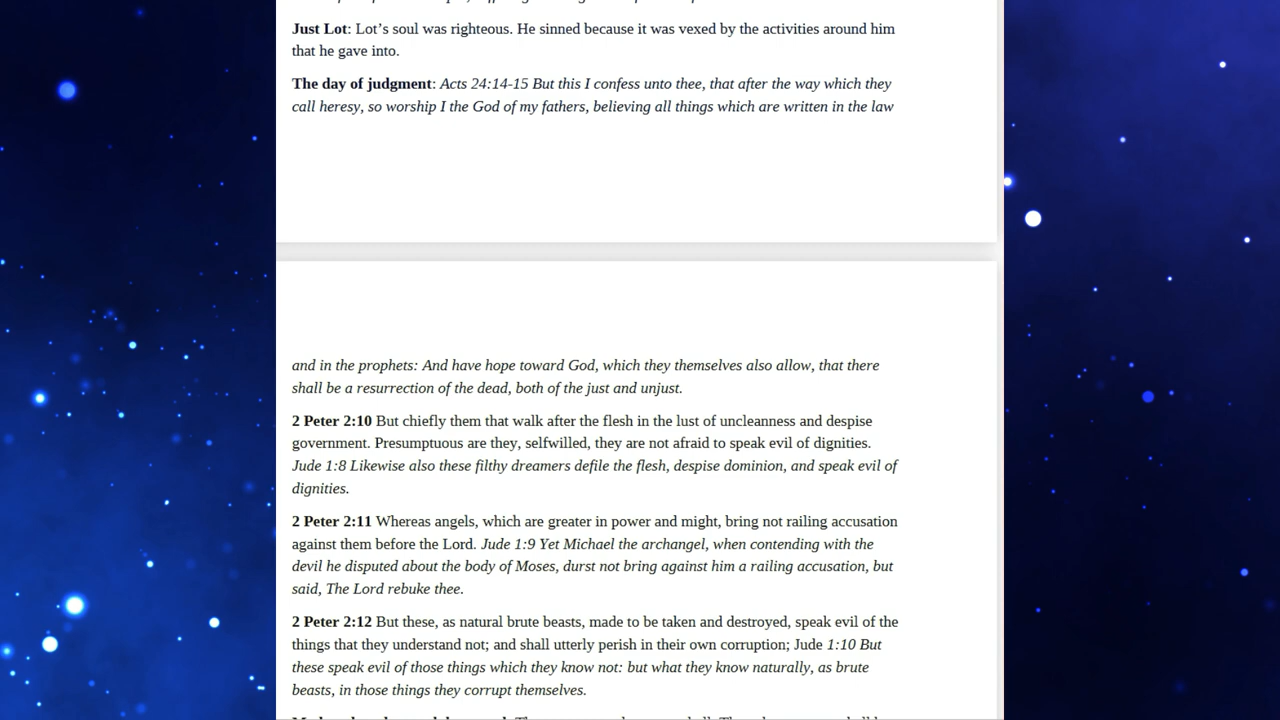 Just Lot: Lot's soul was righteous. He sinned because it was vexed by the activities around him
that he gave into.
The day of judgment: Acts 24:14-15 But this I confess unto thee, that after the way which they
call heresy, so worship I the God of my fathers, believing all things which are written in the law
and in the prophets: And have hope toward God, which they themselves also allow, that there
shall be a resurrection of the dead, both of the just and unjust.
2 Peter 2:10 But chiefly them that walk after the flesh in the lust of uncleanness and despise
government. Presumptuous are they, selfwilled, they are not afraid to speak evil of dignities.
Jude 1:8 Likewise also these filthy dreamers defile the flesh, despise dominion, and speak evil of
dignities.
2 Peter 2:11 Whereas angels, which are greater in power and might, bring not railing accusation
against them before the Lord. Jude 1:9 Yet Michael the archangel, when contending with the
devil he disputed about the body of Moses, durst not bring against him a railing accusation, but
said, The Lord rebuke thee.
2 Peter 2:12 But these, as natural brute beasts, made to be taken and destroyed, speak evil of the
things that they understand not; and shall utterly perish in their own corruption; Jude 1:10 But
these speak evil of those things which they know not: but what they know naturally, as brute
beasts, in those things they corrupt themselves.